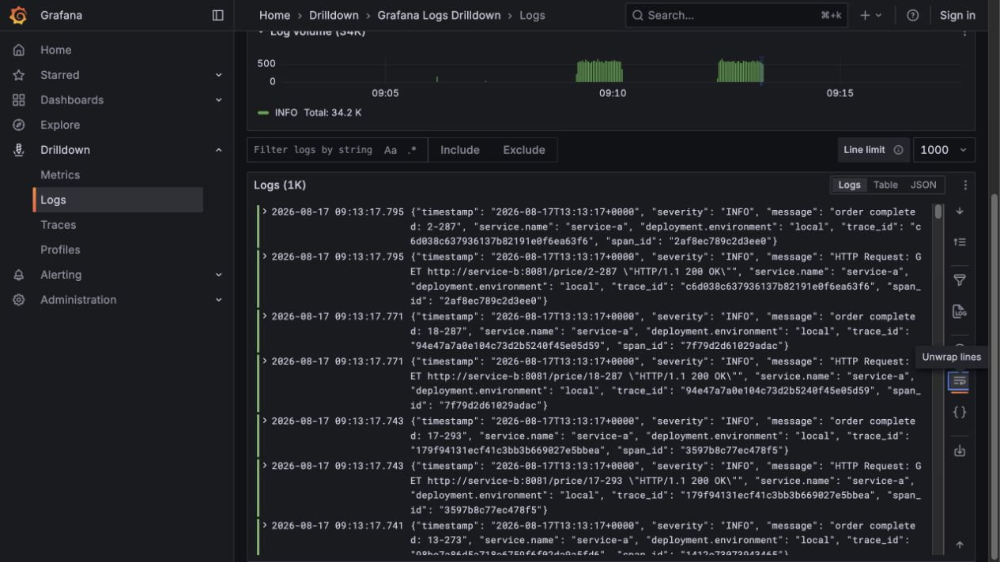 Grafana
Home › Drilldown › Grafana Logs Drilldown › Logs
Search...
⌘+k
Sign in
Home
Starred
Dashboards
Explore
Drilldown
Metrics
Logs
Traces
Profiles
Alerting
Administration
Log volume (34K)
500
0
09:05
09:10
09:15
INFO Total: 34.2 K
Filter logs by string Aa .*
Include
Exclude
Line limit
1000
Logs (1K)
Logs Table JSON
2026-08-17 09:13:17.795 {"timestamp": "2026-08-17T13:13:17+0000", "severity": "INFO", "message": "order complete
d: 2-287", "service.name": "service-a", "deployment.environment": "local", "trace_id": "c
6d038c637936137b82191e0f6ea63f6", "span_id": "2af8ec789c2d3ee0"}
2026-08-17 09:13:17.795 {"timestamp": "2026-08-17T13:13:17+0000", "severity": "INFO", "message": "HTTP Request: G
ET http://service-b:8081/price/2-287 \"HTTP/1.1 200 OK\"", "service.name": "service-a",
"deployment.environment": "local", "trace_id": "c6d038c637936137b82191e0f6ea63f6", "span_
id": "2af8ec789c2d3ee0"}
2026-08-17 09:13:17.771 {"timestamp": "2026-08-17T13:13:17+0000", "severity": "INFO", "message": "order complete
d: 18-287", "service.name": "service-a", "deployment.environment": "local", "trace_id":
"94e47a7a0e104c73d2b5240f45e05d59", "span_id": "7f79d2d61029adac"}
Unwrap lines
2026-08-17 09:13:17.771 {"timestamp": "2026-08-17T13:13:17+0000", "severity": "INFO", "message": "HTTP Request: G
ET http://service-b:8081/price/18-287 \"HTTP/1.1 200 OK\"", "service.name": "service-a",
"deployment.environment": "local", "trace_id": "94e47a7a0e104c73d2b5240f45e05d59", "span_
id": "7f79d2d61029adac"}
2026-08-17 09:13:17.743 {"timestamp": "2026-08-17T13:13:17+0000", "severity": "INFO", "message": "order complete
d: 17-293", "service.name": "service-a", "deployment.environment": "local", "trace_id":
"179f94131ecf41c3bb3b669027e5bbea", "span_id": "3597b8c77ec478f5"}
2026-08-17 09:13:17.743 {"timestamp": "2026-08-17T13:13:17+0000", "severity": "INFO", "message": "HTTP Request: G
ET http://service-b:8081/price/17-293 \"HTTP/1.1 200 OK\"", "service.name": "service-a",
"deployment.environment": "local", "trace_id": "179f94131ecf41c3bb3b669027e5bbea", "span_
id": "3597b8c77ec478f5"}
2026-08-17 09:13:17.741 {"timestamp": "2026-08-17T13:13:17+0000", "severity": "INFO", "message": "order complete
d: 13-273", "service.name": "service-a", "deployment.environment": "local", "trace_id":